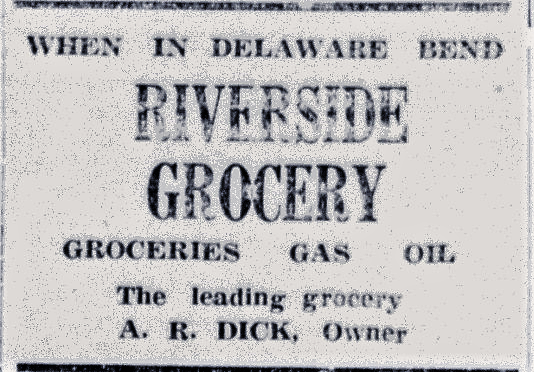 WHEN IN DELAWARE BEND
RIVERSIDE
GROCERY
GROCERIES GAS OIL
The leading grocery
A. R. DICK, Owner